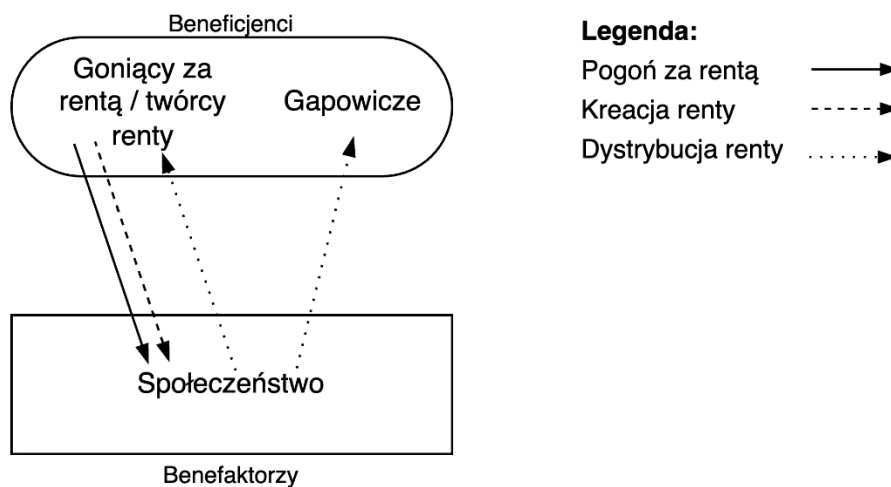 Beneficjenci
Goniący za
rentą / twórcy
renty
Gapowicze
Społeczeństwo
Benefaktorzy
Legenda:
Pogoń za rentą
Kreacja renty
Dystrybucja renty